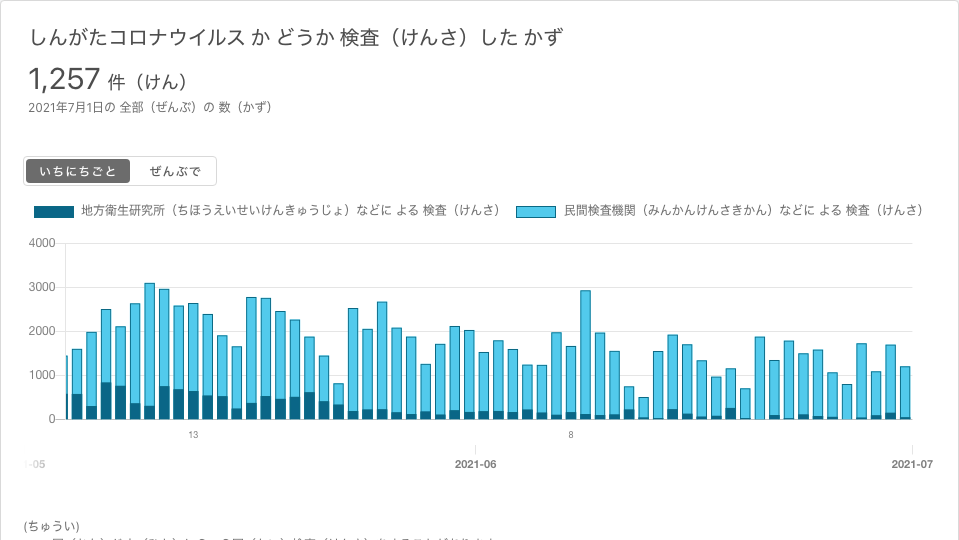 しんがたコロナウイルス か どうか 検査（けんさ）した かず
1,257 件（けん）
2021年7月1日の 全部（ぜんぶ）の 数（かず）
いちにちごと ぜんぶで
地方衛生研究所（ちほうえいせいけんきゅうじょ）などに よる 検査（けんさ） 民間検査機関（みんかんけんさきかん）などに よる 検査（けんさ）
4000
3000
2000
1000
0
13 8
-05 2021-06 2021-07
(ちゅうい)